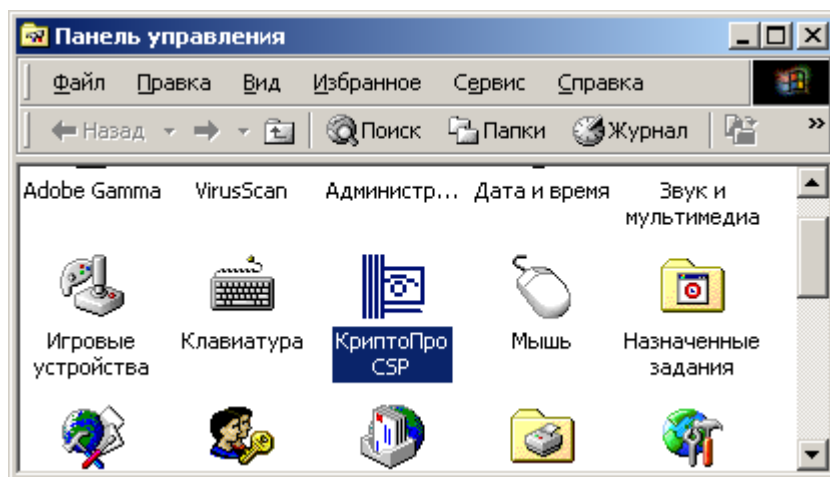 Панель управления
Файл Правка Вид Избранное Сервис Справка
Назад Поиск Папки Журнал »
Adobe Gamma VirusScan Администр... Дата и время Звук и
мультимедиа
Игровые Клавиатура КриптоПро Мышь Назначенные
устройства CSP задания